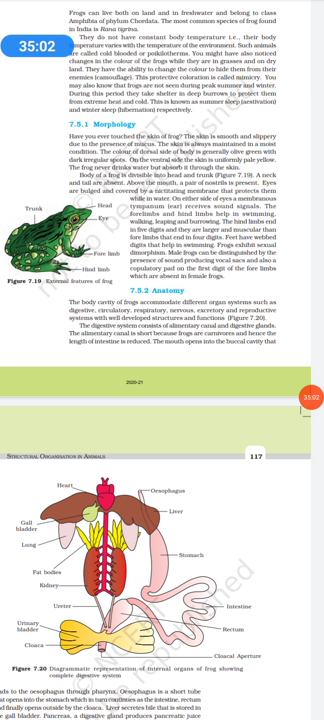 Frogs can live both on land and in freshwater and belong to class
Amphibia of phylum Chordata. The most common species of frog found
in India is Rana tigrina.
They do not have constant body temperature i.e., their body
temperature varies with the temperature of the environment. Such animals
are called cold blooded or poikilotherms. You might have also noticed
changes in the colour of the frogs while they are in grasses and on dry
land. They have the ability to change the colour to hide them from their
enemies (camouflage). This protective coloration is called mimicry. You
may also know that frogs are not seen during peak summer and winter.
During this period they take shelter in deep burrows to protect them
from extreme heat and cold. This is known as summer sleep (aestivation)
and winter sleep (hibernation) respectively.
35:02
7.5.1 Morphology
Have you ever touched the skin of frog? The skin is smooth and slippery
due to the presence of mucus. The skin is always maintained in a moist
condition. The colour of dorsal side of body is generally olive green with
dark irregular spots. On the ventral side the skin is uniformly pale yellow.
The frog never drinks water but absorb it through the skin.
Body of a frog is divisible into head and trunk (Figure 7.19). A neck
and tail are absent. Above the mouth, a pair of nostrils is present. Eyes
are bulged and covered by a nictitating membrane that protects them
while in water. On either side of eyes a membranous
tympanum (ear) receives sound signals. The
forelimbs and hind limbs help in swimming,
walking, leaping and burrowing. The hind limbs end
in five digits and they are larger and muscular than
fore limbs that end in four digits. Feet have webbed
digits that help in swimming. Frogs exhibit sexual
dimorphism. Male frogs can be distinguished by the
presence of sound producing vocal sacs and also a
copulatory pad on the first digit of the fore limbs
which are absent in female frogs.
Trunk
Head
Eye
Fore limb
Hind limb
Figure 7.19 External features of frog
7.5.2 Anatomy
The body cavity of frogs accommodate different organ systems such as
digestive, circulatory, respiratory, nervous, excretory and reproductive
systems with well developed structures and functions (Figure 7.20).
The digestive system consists of alimentary canal and digestive glands.
The alimentary canal is short because frogs are carnivores and hence the
length of intestine is reduced. The mouth opens into the buccal cavity that
2020-21
35:02
STRUCTURAL ORGANISATION IN ANIMALS
117
Heart
Oesophagus
Liver
Gall
bladder
Lung
Stomach
Fat bodies
Kidney
Ureter
Intestine
Urinary
bladder
Rectum
Cloaca
Cloacal Aperture
Figure 7.20 Diagrammatic representation of internal organs of frog showing
complete digestive system
ads to the oesophagus through pharynx. Oesophagus is a short tube
at opens into the stomach which in turn continues as the intestine, rectum
nd finally opens outside by the cloaca. Liver secretes bile that is stored in
e gall bladder. Pancreas, a digestive gland produces pancreatic juice